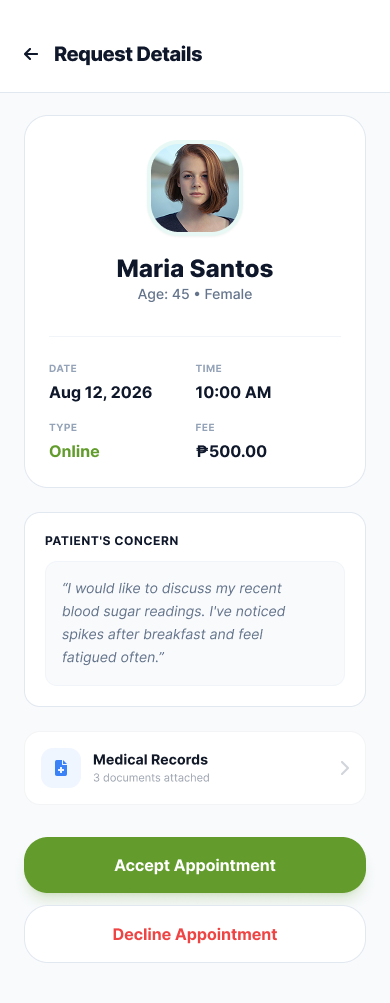 Request Details
Maria Santos
Age: 45 • Female
DATE
TIME
Aug 12, 2026
10:00 AM
TYPE
FEE
Online
₱500.00
PATIENT'S CONCERN
“I would like to discuss my recent
blood sugar readings. I've noticed
spikes after breakfast and feel
fatigued often.”
Medical Records
3 documents attached
Accept Appointment
Decline Appointment